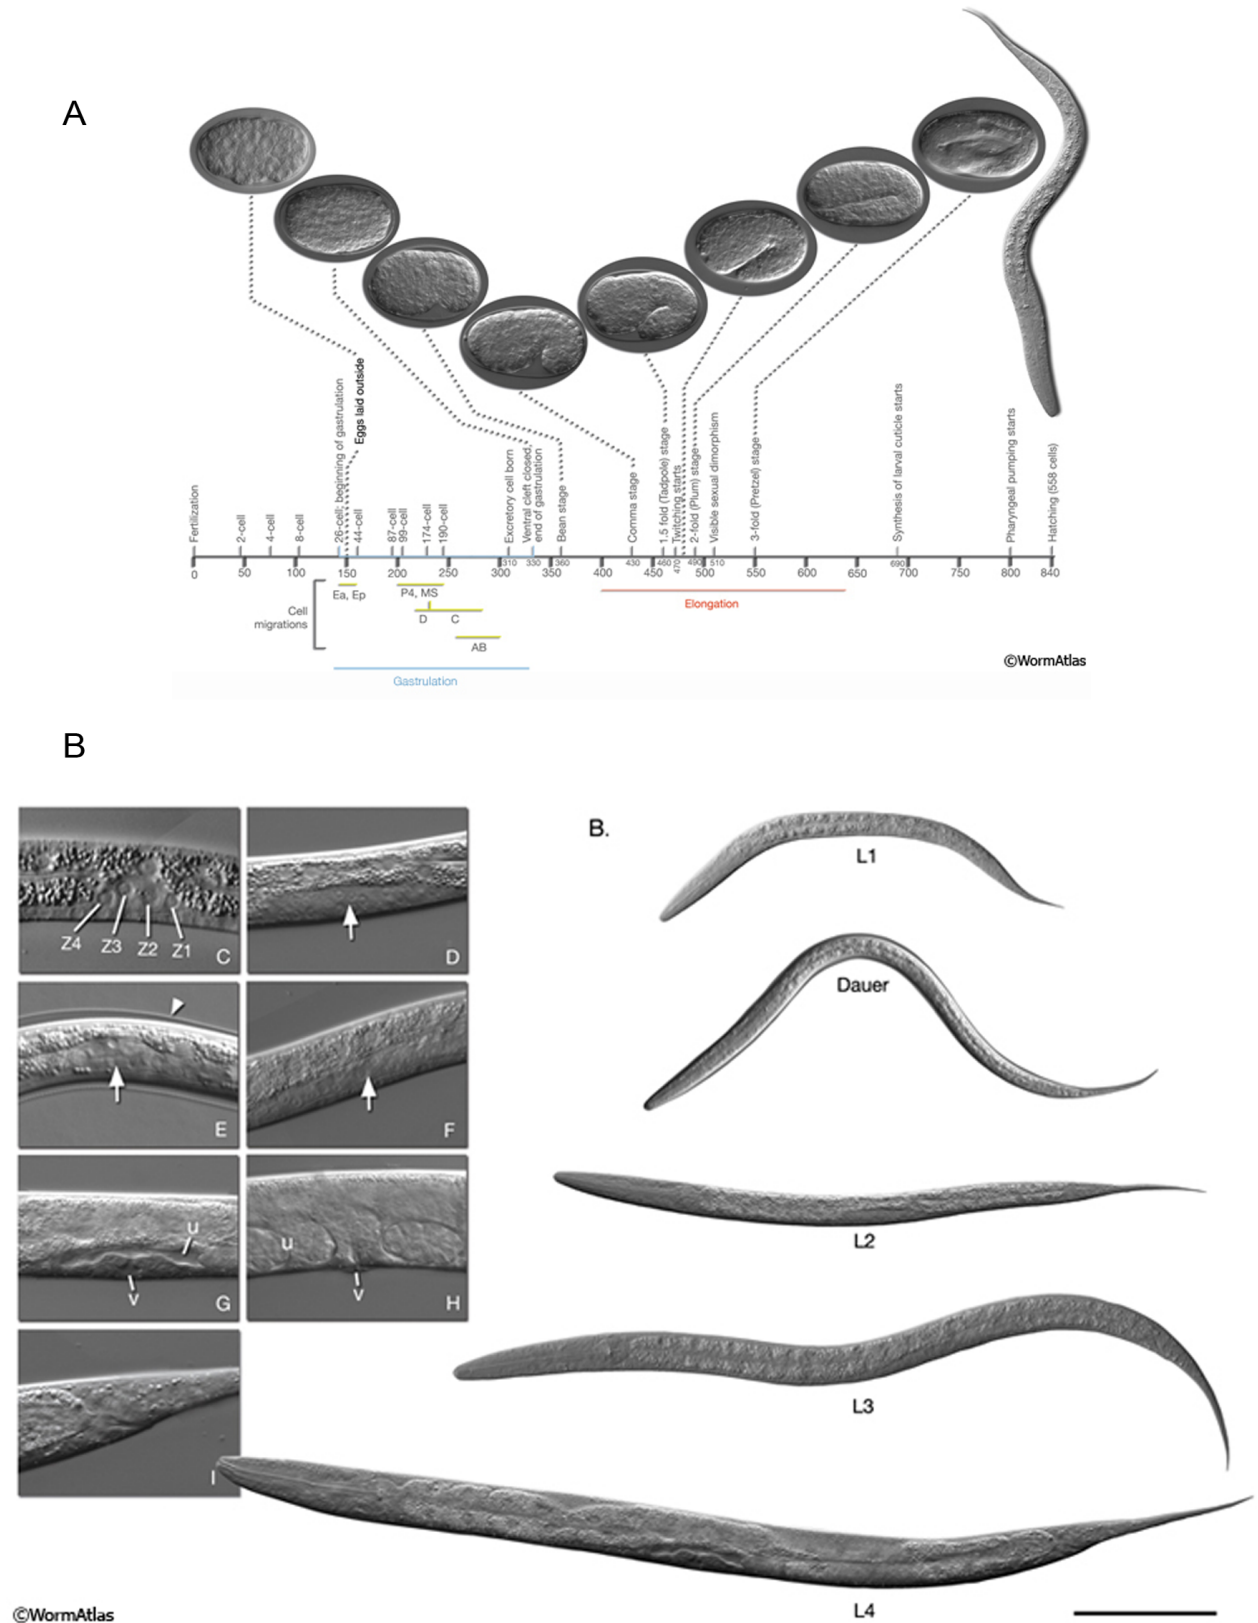 A
Fertilization
2-cell
4-cell
8-cell
26-cell; beginning of gastrulation
Eggs laid outside
44-cell
87-cell
99-cell
174-cell
190-cell
Excretory cell born
Ventral cleft closed,
end of gastrulation
Bean stage
Comma stage
1.5 fold (Tadpole) stage
Twitching starts
2-fold (Plum) stage
Visible sexual dimorphism
3-fold (Pretzel) stage
Synthesis of larval cuticle starts
Pharyngeal pumping starts
Hatching (558 cells)
0 50 100 150 200 250 310 330 350 360 400 430 450 460 470 490 500 510 550 600 650 690 700 750 800 840
Cell
migrations
Ea, Ep
P4, MS
D C
AB
Elongation
Gastrulation
©WormAtlas
B
Z4 Z3 Z2 Z1 C
D
E
F
u
v
G
u
v
H
I
B.
L1
Dauer
L2
L3
L4
©WormAtlas